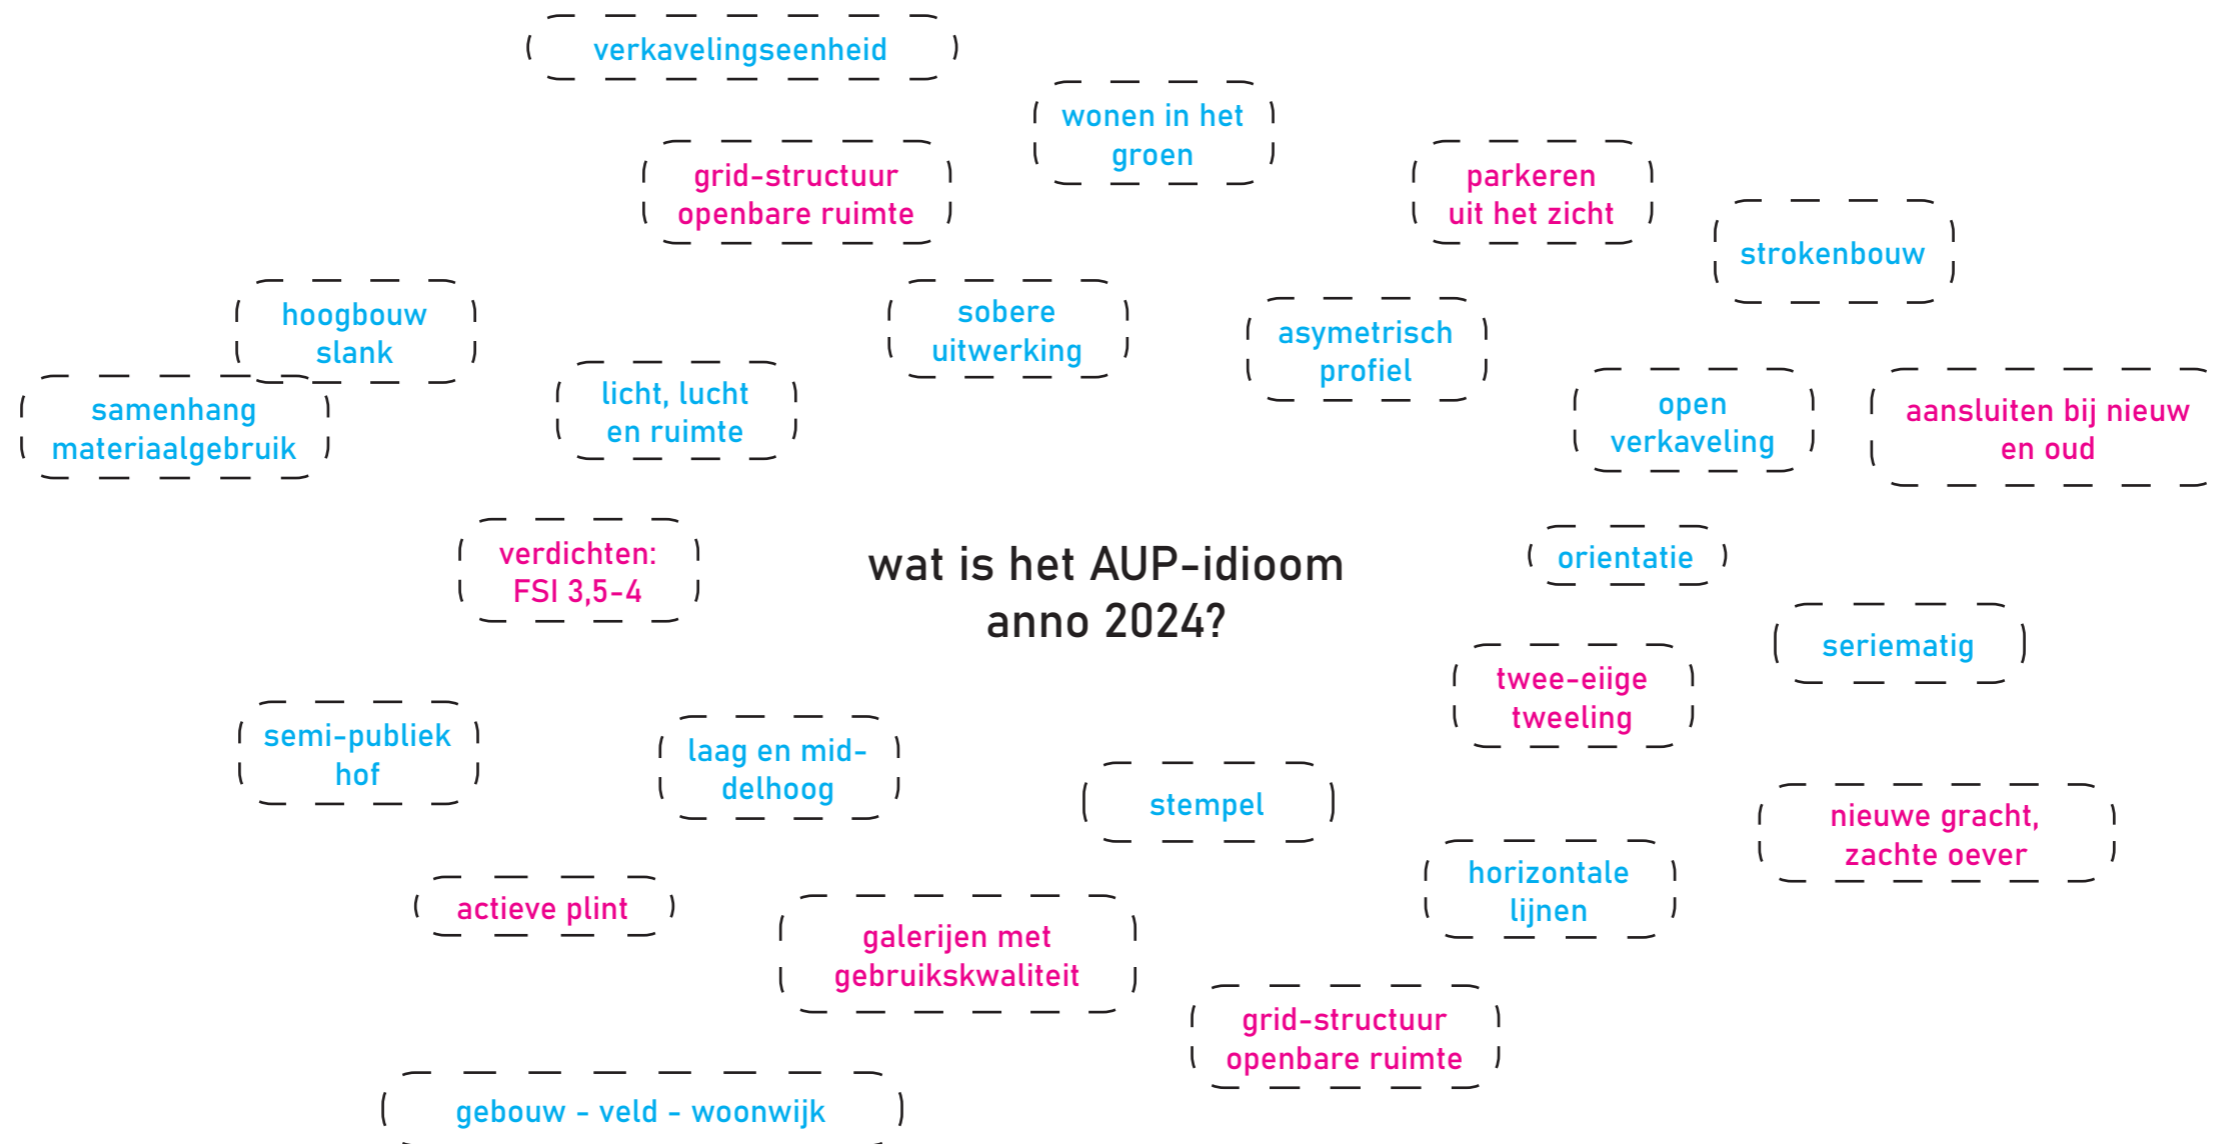 verkavelingseenheid
wonen in het
groen
grid-structuur
openbare ruimte
parkeren
uit het zicht
strokenbouw
hoogbouw
slank
sobere
uitwerking
asymetrisch
profiel
samenhang
materiaalgebruik
licht, lucht
en ruimte
open
verkaveling
aansluiten bij nieuw
en oud
verdichten:
FSI 3,5-4
wat is het AUP-idioom
anno 2024?
orientatie
seriematig
twee-eiige
tweeling
semi-publiek
hof
laag en mid-
delhoog
stempel
nieuwe gracht,
zachte oever
horizontale
lijnen
actieve plint
galerijen met
gebruikskwaliteit
grid-structuur
openbare ruimte
gebouw - veld - woonwijk